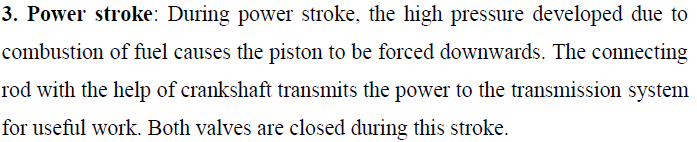 3. Power stroke: During power stroke, the high pressure developed due to
combustion of fuel causes the piston to be forced downwards. The connecting
rod with the help of crankshaft transmits the power to the transmission system
for useful work. Both valves are closed during this stroke.